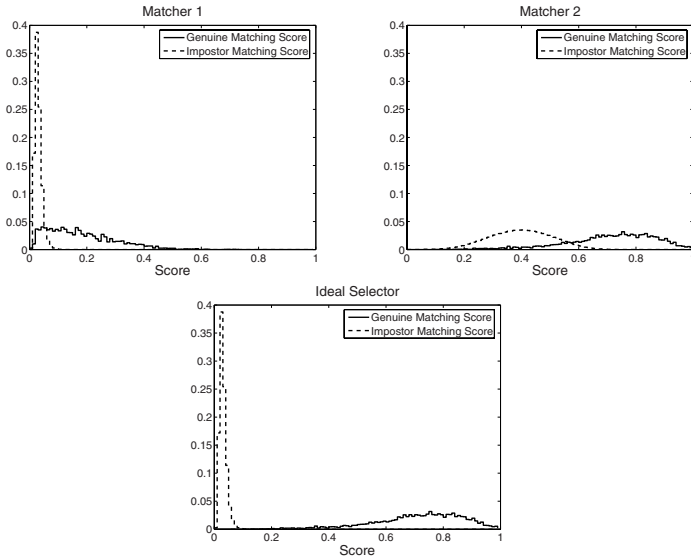 Matcher 1
0.4
0.35
0.3
0.25
0.2
0.15
0.1
0.05
0
0 0.2 0.4 0.6 0.8 1
Score
Genuine Matching Score
Impostor Matching Score
Matcher 2
0.4
0.35
0.3
0.25
0.2
0.15
0.1
0.05
0
0 0.2 0.4 0.6 0.8
Score
Genuine Matching Score
Impostor Matching Score
Ideal Selector
0.4
0.35
0.3
0.25
0.2
0.15
0.1
0.05
0
0 0.2 0.4 0.6 0.8 1
Score
Genuine Matching Score
Impostor Matching Score